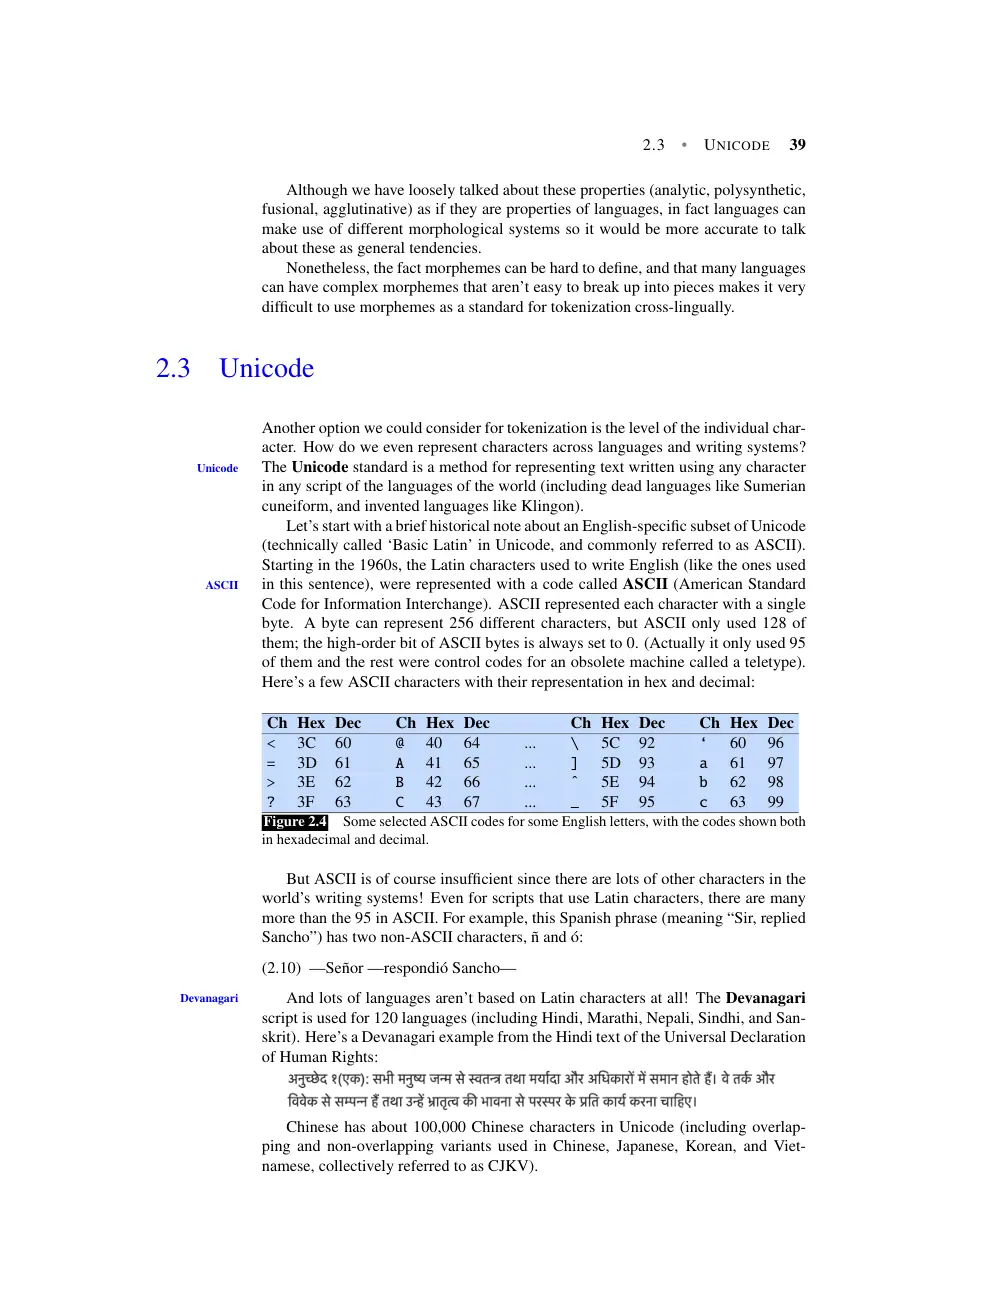 2.3 • UNICODE 39
Although we have loosely talked about these properties (analytic, polysynthetic,
fusional, agglutinative) as if they are properties of languages, in fact languages can
make use of different morphological systems so it would be more accurate to talk
about these as general tendencies.
Nonetheless, the fact morphemes can be hard to define, and that many languages
can have complex morphemes that aren't easy to break up into pieces makes it very
difficult to use morphemes as a standard for tokenization cross-lingually.
2.3 Unicode
Another option we could consider for tokenization is the level of the individual char-
acter. How do we even represent characters across languages and writing systems?
Unicode The Unicode standard is a method for representing text written using any character
in any script of the languages of the world (including dead languages like Sumerian
cuneiform, and invented languages like Klingon).
Let's start with a brief historical note about an English-specific subset of Unicode
(technically called ‘Basic Latin’ in Unicode, and commonly referred to as ASCII).
Starting in the 1960s, the Latin characters used to write English (like the ones used
ASCII in this sentence), were represented with a code called ASCII (American Standard
Code for Information Interchange). ASCII represented each character with a single
byte. A byte can represent 256 different characters, but ASCII only used 128 of
them; the high-order bit of ASCII bytes is always set to 0. (Actually it only used 95
of them and the rest were control codes for an obsolete machine called a teletype).
Here's a few ASCII characters with their representation in hex and decimal:
Ch Hex Dec Ch Hex Dec Ch Hex Dec Ch Hex Dec
< 3C 60 @ 40 64 ... \ 5C 92 ‘ 60 96
= 3D 61 A 41 65 ... ] 5D 93 a 61 97
> 3E 62 B 42 66 ... ˆ 5E 94 b 62 98
? 3F 63 C 43 67 ... _ 5F 95 c 63 99
Figure 2.4 Some selected ASCII codes for some English letters, with the codes shown both
in hexadecimal and decimal.
But ASCII is of course insufficient since there are lots of other characters in the
world's writing systems! Even for scripts that use Latin characters, there are many
more than the 95 in ASCII. For example, this Spanish phrase (meaning “Sir, replied
Sancho”) has two non-ASCII characters, ñ and ó:
(2.10) —Señor —respondió Sancho—
Devanagari And lots of languages aren't based on Latin characters at all! The Devanagari
script is used for 120 languages (including Hindi, Marathi, Nepali, Sindhi, and San-
skrit). Here's a Devanagari example from the Hindi text of the Universal Declaration
of Human Rights:
अनुच्छेद १(एक): सभी मनुष्य जन्म से स्वतन्त्र तथा मर्यादा और अधिकारों में समान होते हैं। वे तर्क और
विवेक से सम्पन्न हैं तथा उन्हें भ्रातृत्व की भावना से परस्पर के प्रति कार्य करना चाहिए।
Chinese has about 100,000 Chinese characters in Unicode (including overlap-
ping and non-overlapping variants used in Chinese, Japanese, Korean, and Viet-
namese, collectively referred to as CJKV).